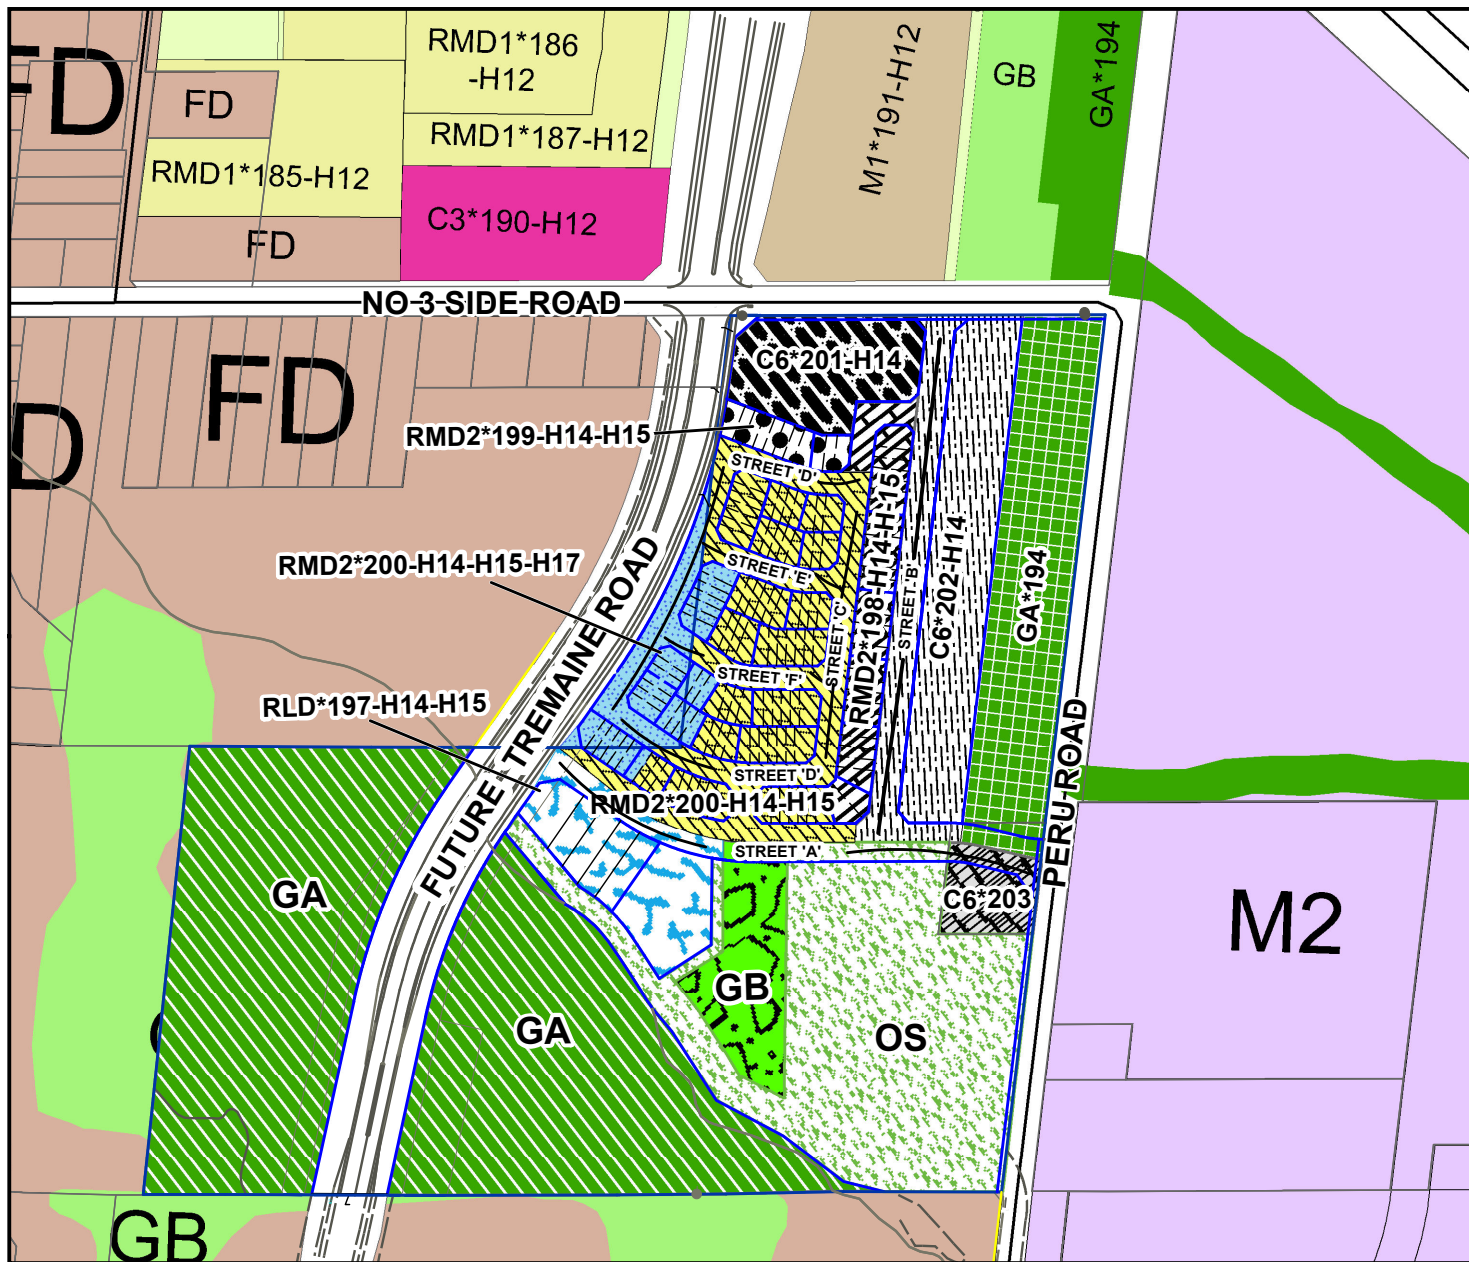 FD
FD
RMD1*185-H12
FD
RMD1*186
-H12
RMD1*187-H12
C3*190-H12
M1*191-H12
GB
GA*194
NO 3 SIDE ROAD
FD
D
C6*201-H14
RMD2*199-H14-H15
STREET 'D'
RMD2*200-H14-H15-H17
STREET 'E'
STREET 'C'
RMD2*198-H14-H-15
STREET 'B'
C6*202-H14
GA*194
FUTURE TREMAINE ROAD
STREET 'F'
RLD*197-H14-H15
STREET 'D'
RMD2*200-H14-H15
STREET 'A'
PERU ROAD
C6*203
GA
M2
GB
GA
OS
GB